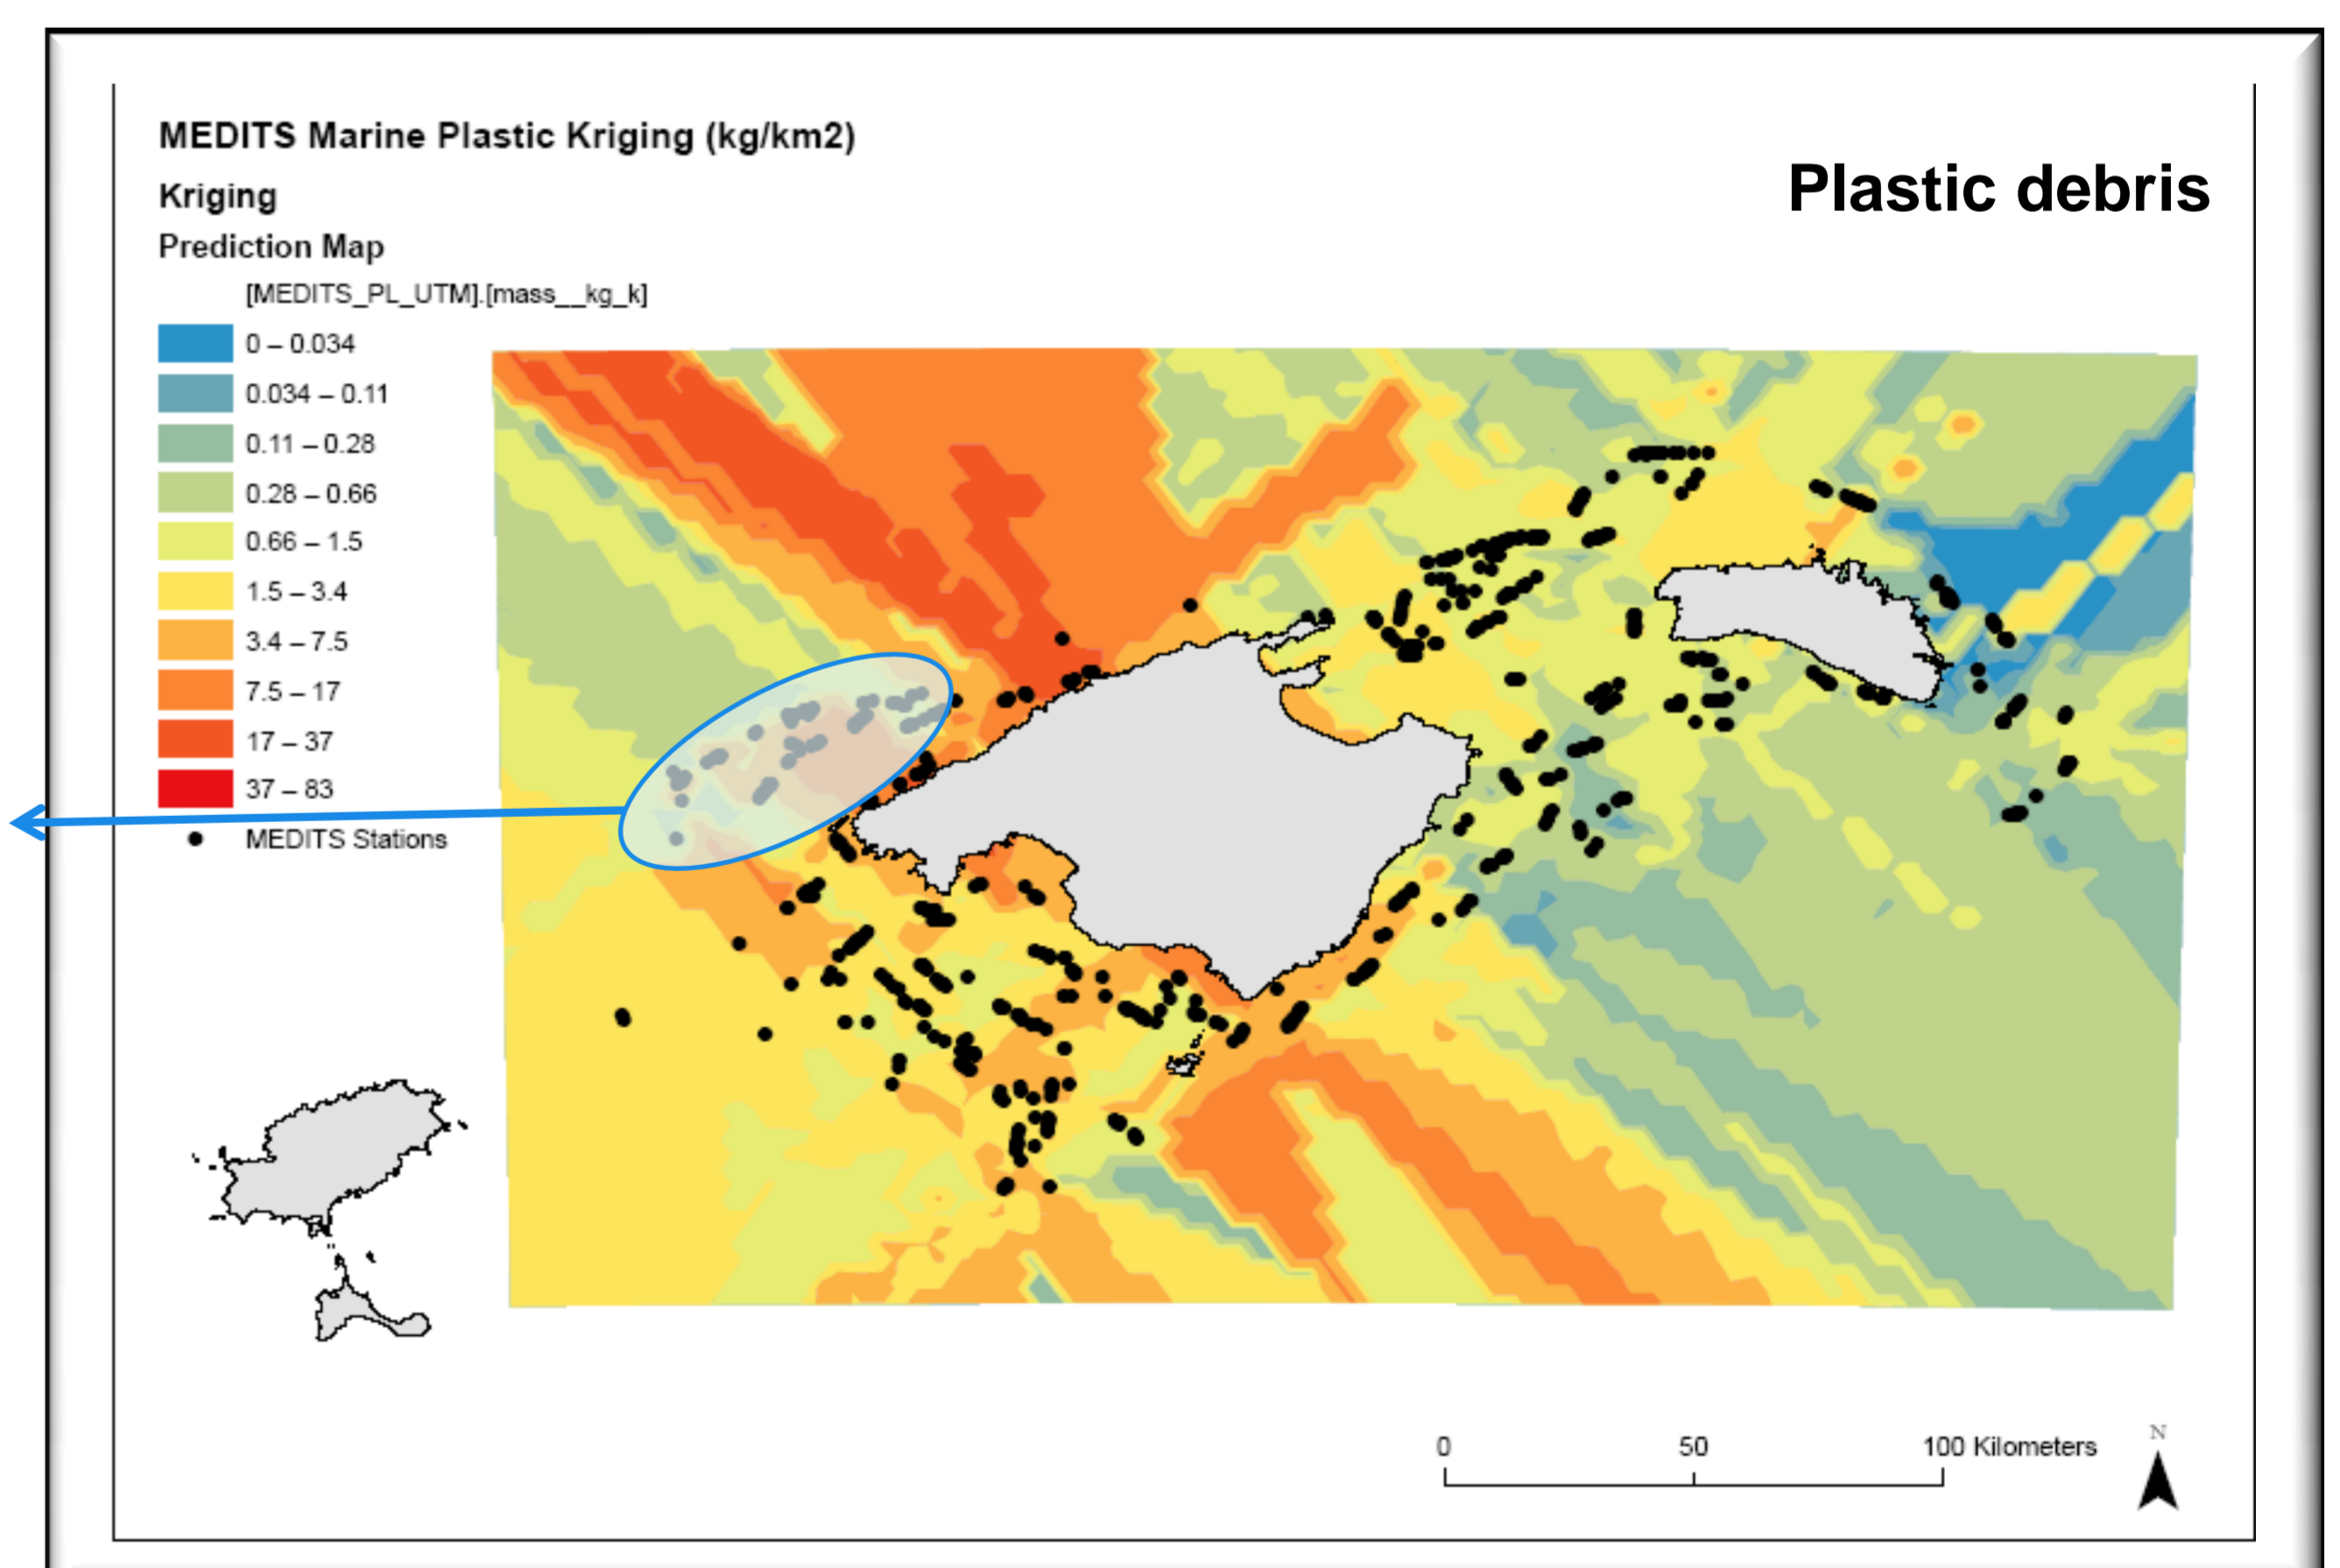 MEDITS Marine Plastic Kriging (kg/km2)
Plastic debris
Kriging
Prediction Map
[MEDITS_PL_UTM].[mass__kg_k]
0 – 0.034
0.034 – 0.11
0.11 – 0.28
0.28 – 0.66
0.66 – 1.5
1.5 – 3.4
3.4 – 7.5
7.5 – 17
17 – 37
37 – 83
MEDITS Stations
0 50 100 Kilometers
N